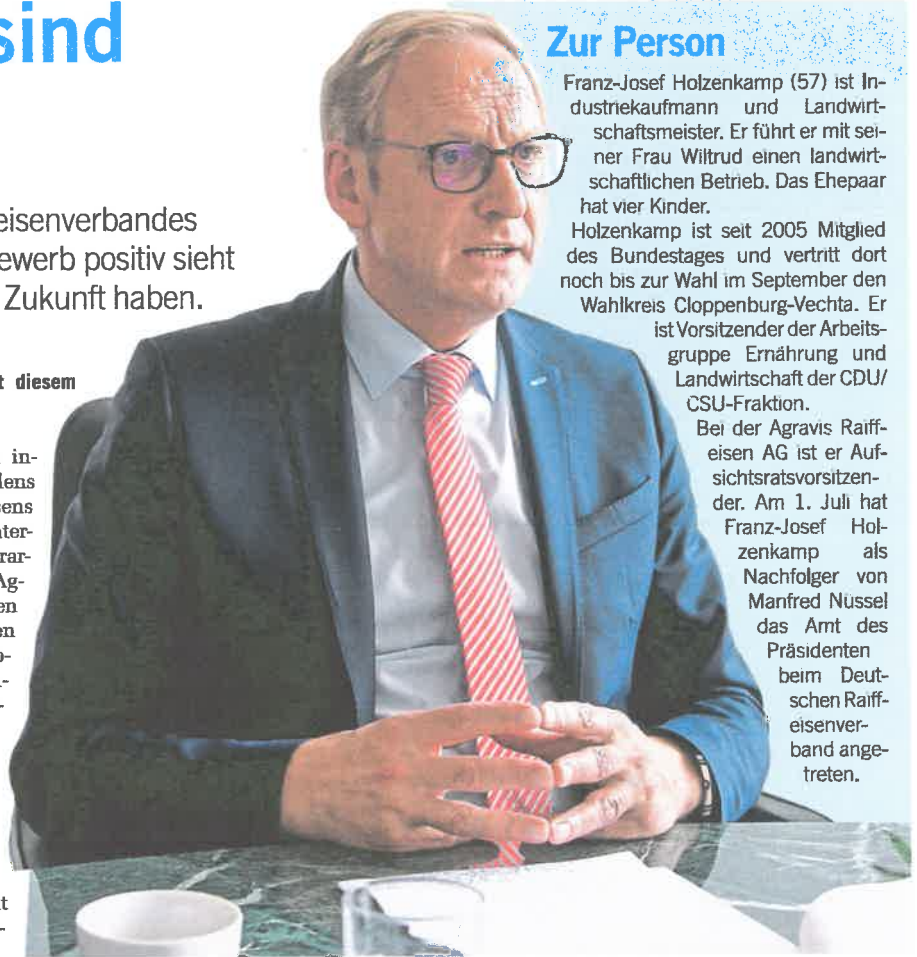 sind
eisenverbandes
ewerb positiv sieht
Zukunft haben.
t diesem
in-
lens
sens
nter-
rar-
Ag-
en
en
o-
t
Zur Person
Franz-Josef Holzenkamp (57) ist In-
dustriekaufmann und Landwirt-
schaftsmeister. Er führt er mit sei-
ner Frau Wiltrud einen landwirt-
schaftlichen Betrieb. Das Ehepaar
hat vier Kinder.
Holzenkamp ist seit 2005 Mitglied
des Bundestages und vertritt dort
noch bis zur Wahl im September den
Wahlkreis Cloppenburg-Vechta. Er
ist Vorsitzender der Arbeits-
gruppe Ernährung und
Landwirtschaft der CDU/
CSU-Fraktion.
Bei der Agravis Raiff-
eisen AG ist er Auf-
sichtsratsvorsitzen-
der. Am 1. Juli hat
Franz-Josef Hol-
zenkamp als
Nachfolger von
Manfred Nüssel
das Amt des
Präsidenten
beim Deut-
schen Raiff-
eisenver-
band ange-
treten.